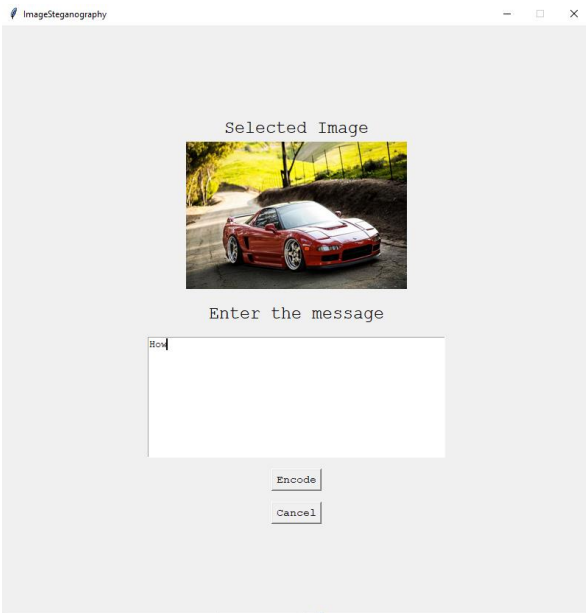 ImageSteganography
Selected Image
Enter the message
How
Encode
Cancel